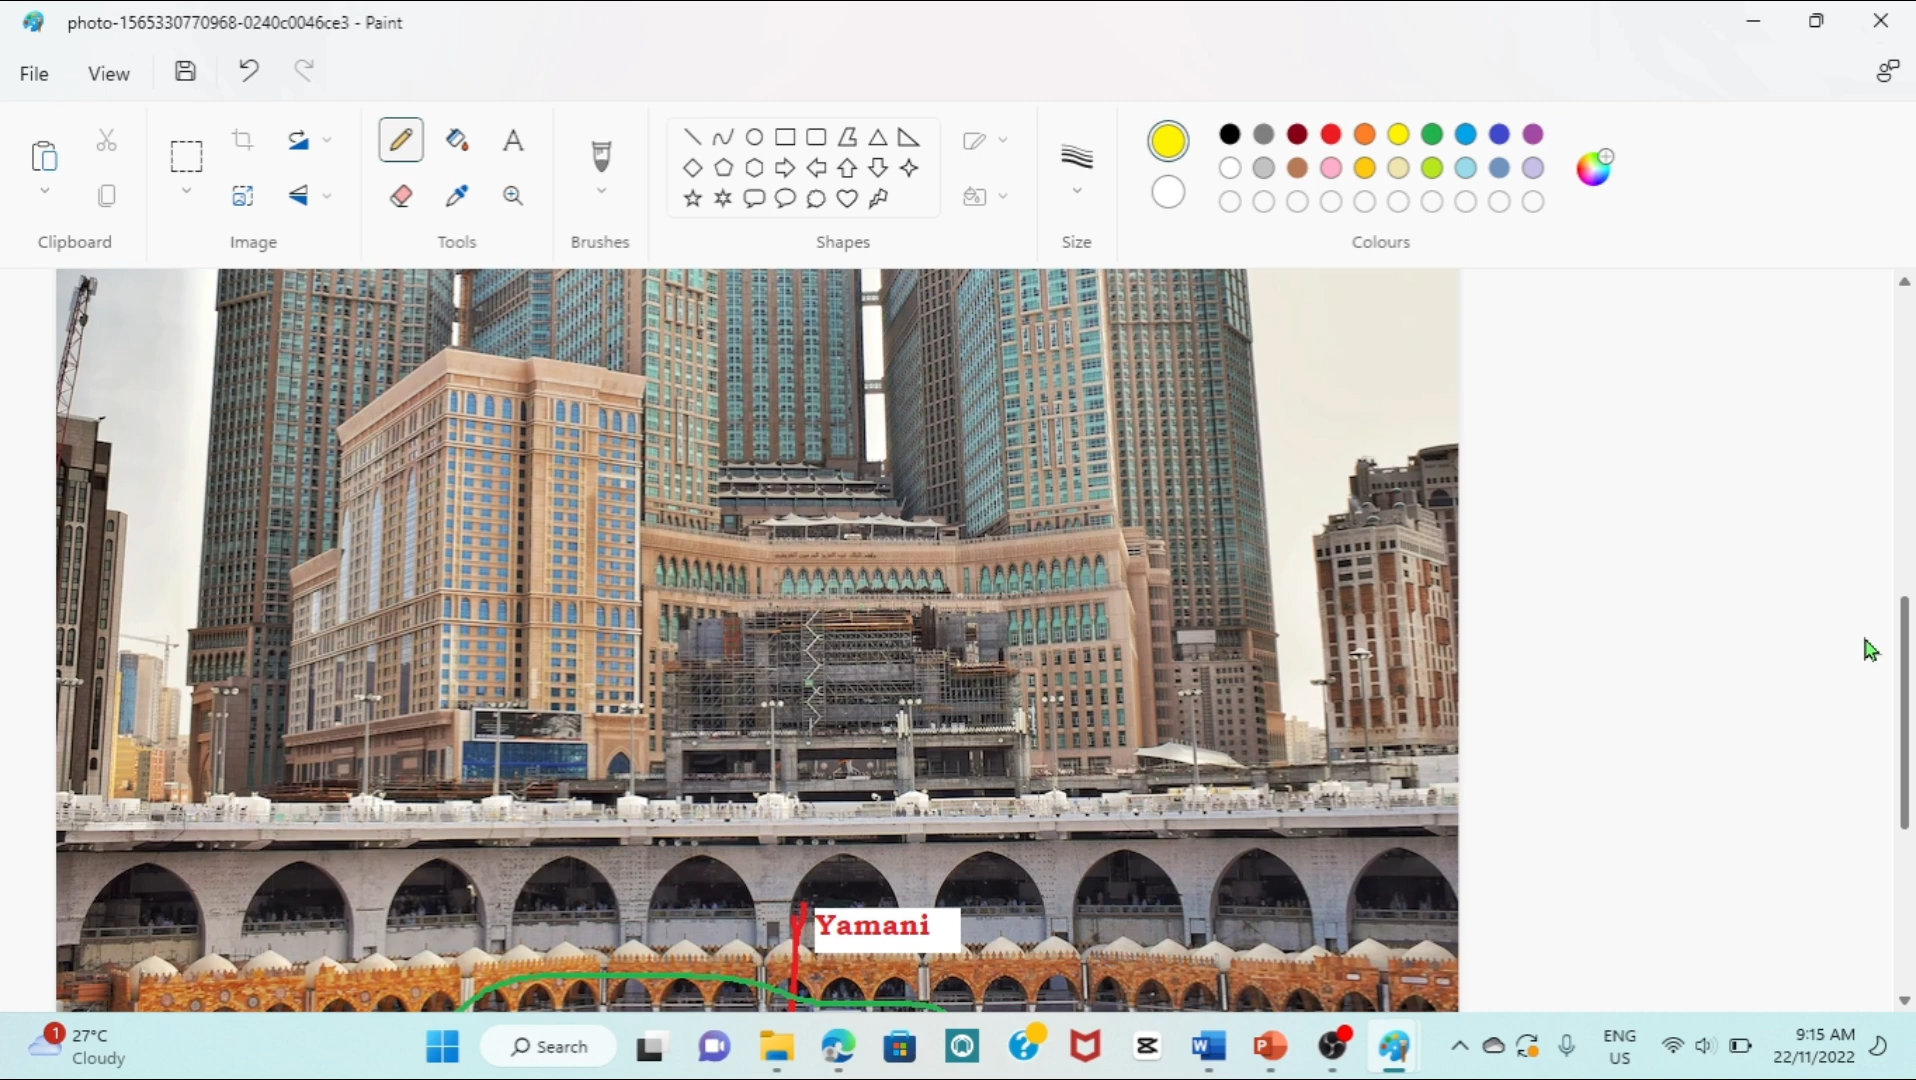 photo-1565330770968-0240c0046ce3 - Paint
File
View
Clipboard
Image
Tools
Brushes
Shapes
Size
Colours
Yamani
1
27°C
Cloudy
Search
ENG
US
9:15 AM
22/11/2022